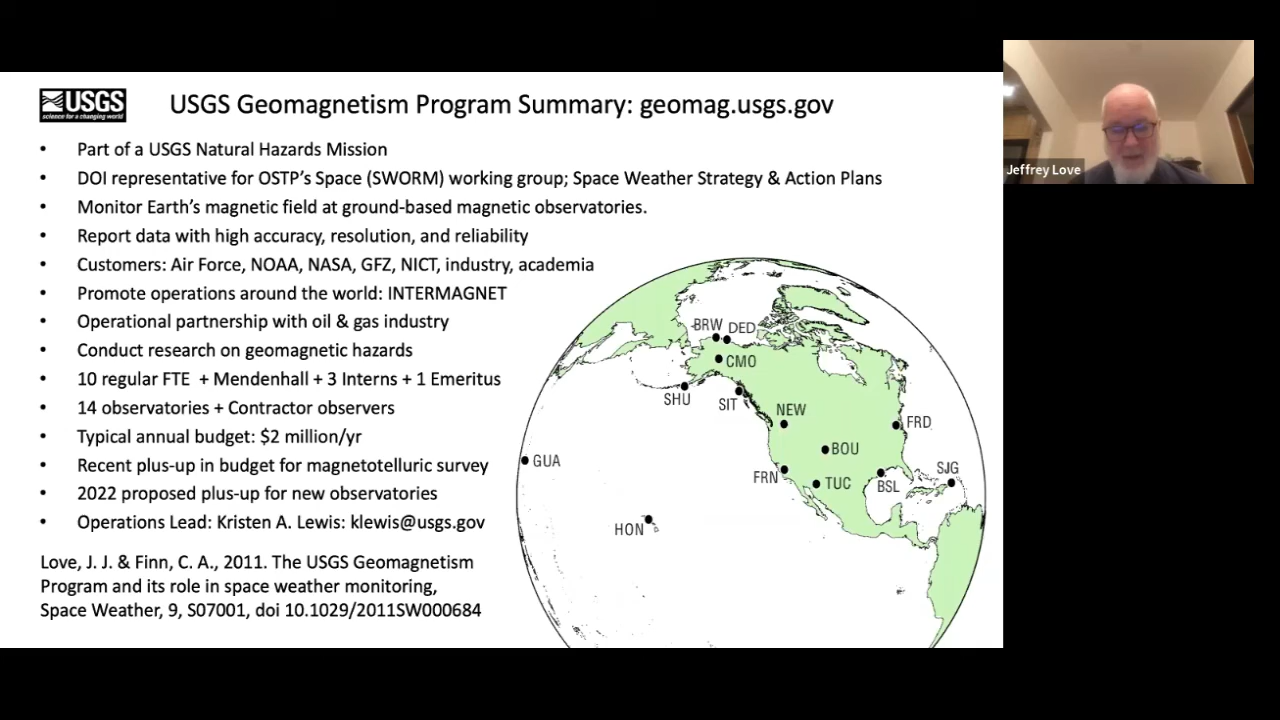 USGS
science for a changing world
USGS Geomagnetism Program Summary: geomag.usgs.gov
• Part of a USGS Natural Hazards Mission
• DOI representative for OSTP's Space (SWORM) working group; Space Weather Strategy & Action Plans
• Monitor Earth's magnetic field at ground-based magnetic observatories.
• Report data with high accuracy, resolution, and reliability
• Customers: Air Force, NOAA, NASA, GFZ, NICT, industry, academia
• Promote operations around the world: INTERMAGNET
• Operational partnership with oil & gas industry
• Conduct research on geomagnetic hazards
• 10 regular FTE + Mendenhall + 3 Interns + 1 Emeritus
• 14 observatories + Contractor observers
• Typical annual budget: $2 million/yr
• Recent plus-up in budget for magnetotelluric survey
• 2022 proposed plus-up for new observatories
• Operations Lead: Kristen A. Lewis: klewis@usgs.gov
Love, J. J. & Finn, C. A., 2011. The USGS Geomagnetism
Program and its role in space weather monitoring,
Space Weather, 9, S07001, doi 10.1029/2011SW000684
BRW
DED
CMO
SHU
SIT
NEW
FRD
BOU
GUA
FRN
TUC
BSL
SJG
HON
Jeffrey Love